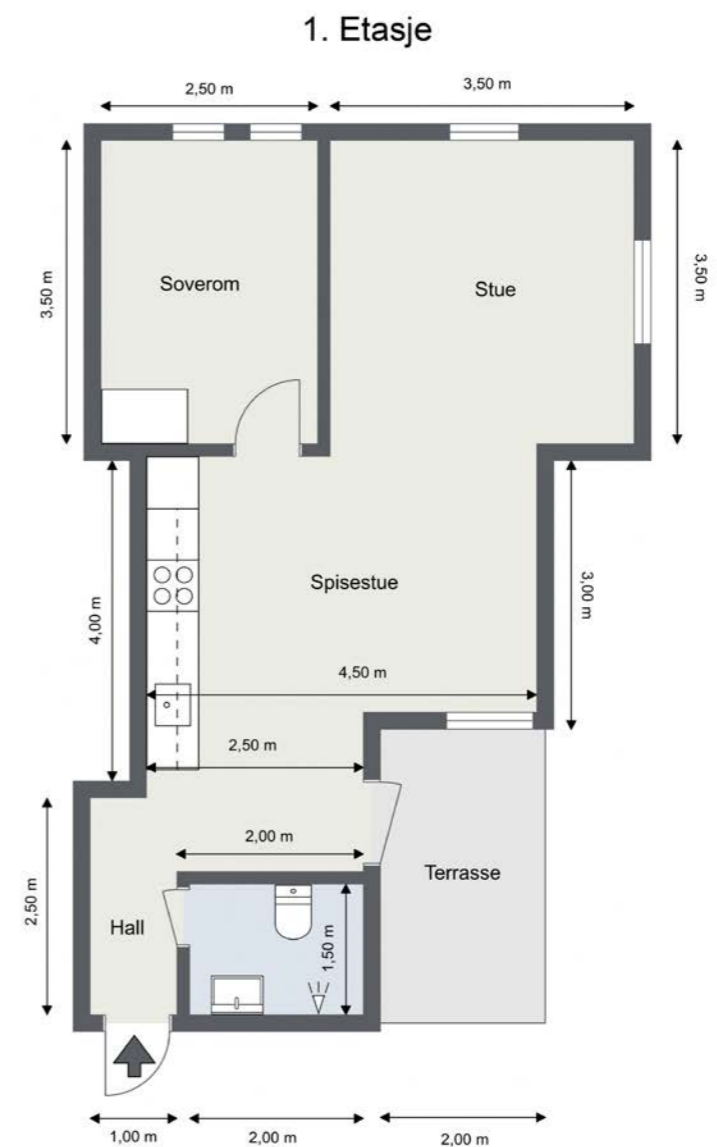 1. Etasje
2,50 m
3,50 m
3,50 m
Soverom
Stue
3,50 m
4,00 m
Spisestue
3,00 m
4,50 m
2,50 m
2,00 m
2,50 m
Hall
1,50 m
Terrasse
1,00 m
2,00 m
2,00 m